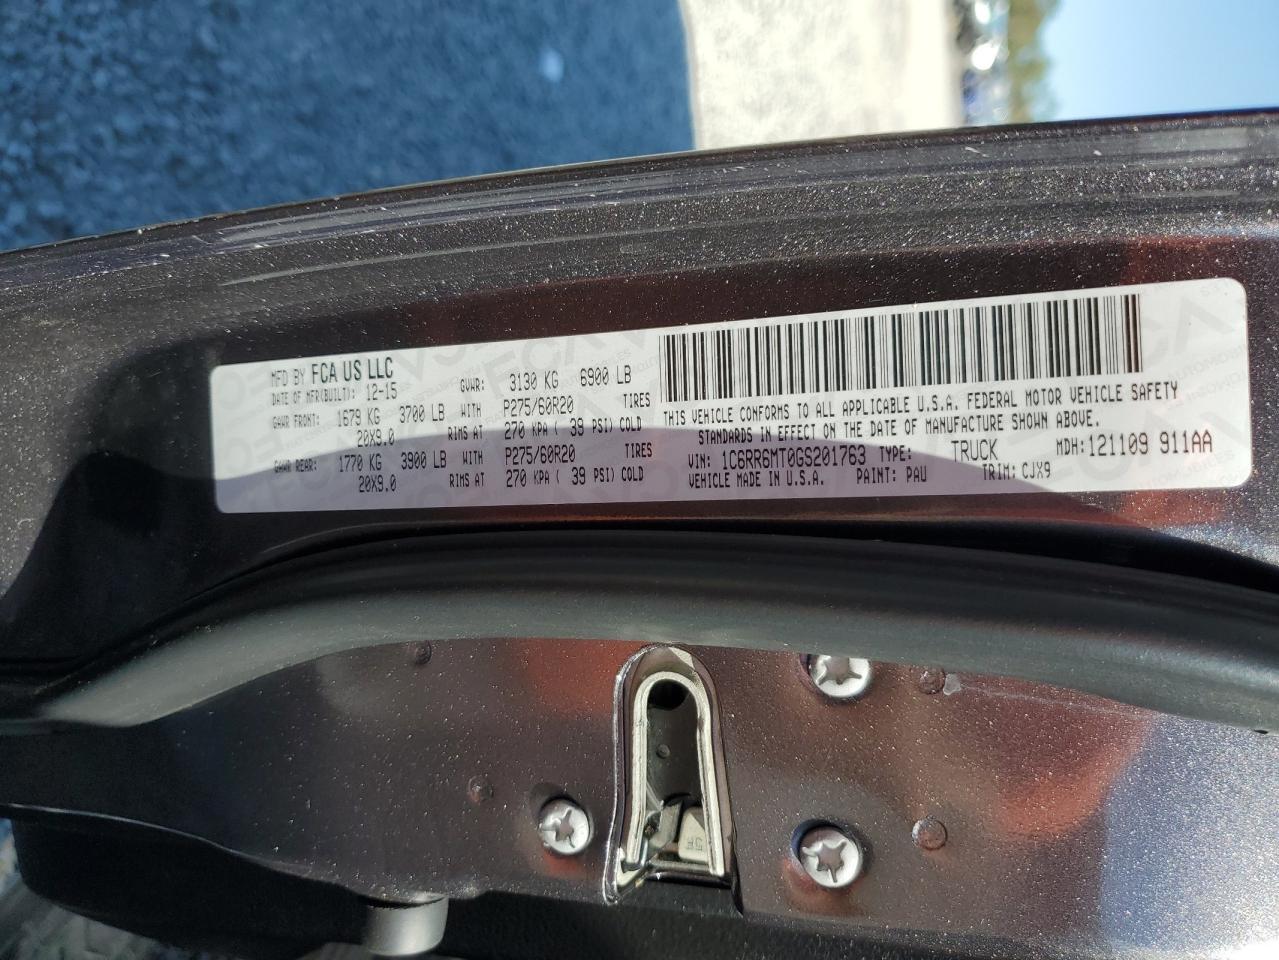 MFD BY FCA US LLC
DATE OF MFR(BUILT): 12-15 GVWR: 3130 KG 6900 LB
GAWR FRONT: 1679 KG 3700 LB WITH P275/60R20 TIRES
20X9.0 RIMS AT 270 KPA ( 39 PSI) COLD
GAWR REAR: 1770 KG 3900 LB WITH P275/60R20 TIRES
20X9.0 RIMS AT 270 KPA ( 39 PSI) COLD
THIS VEHICLE CONFORMS TO ALL APPLICABLE U.S.A. FEDERAL MOTOR VEHICLE SAFETY
STANDARDS IN EFFECT ON THE DATE OF MANUFACTURE SHOWN ABOVE.
VIN: 1C6RR6MT0GS201763 TYPE: TRUCK MDH: 121109 911AA
VEHICLE MADE IN U.S.A. PAINT: PAU TRIM: CJX9
5F